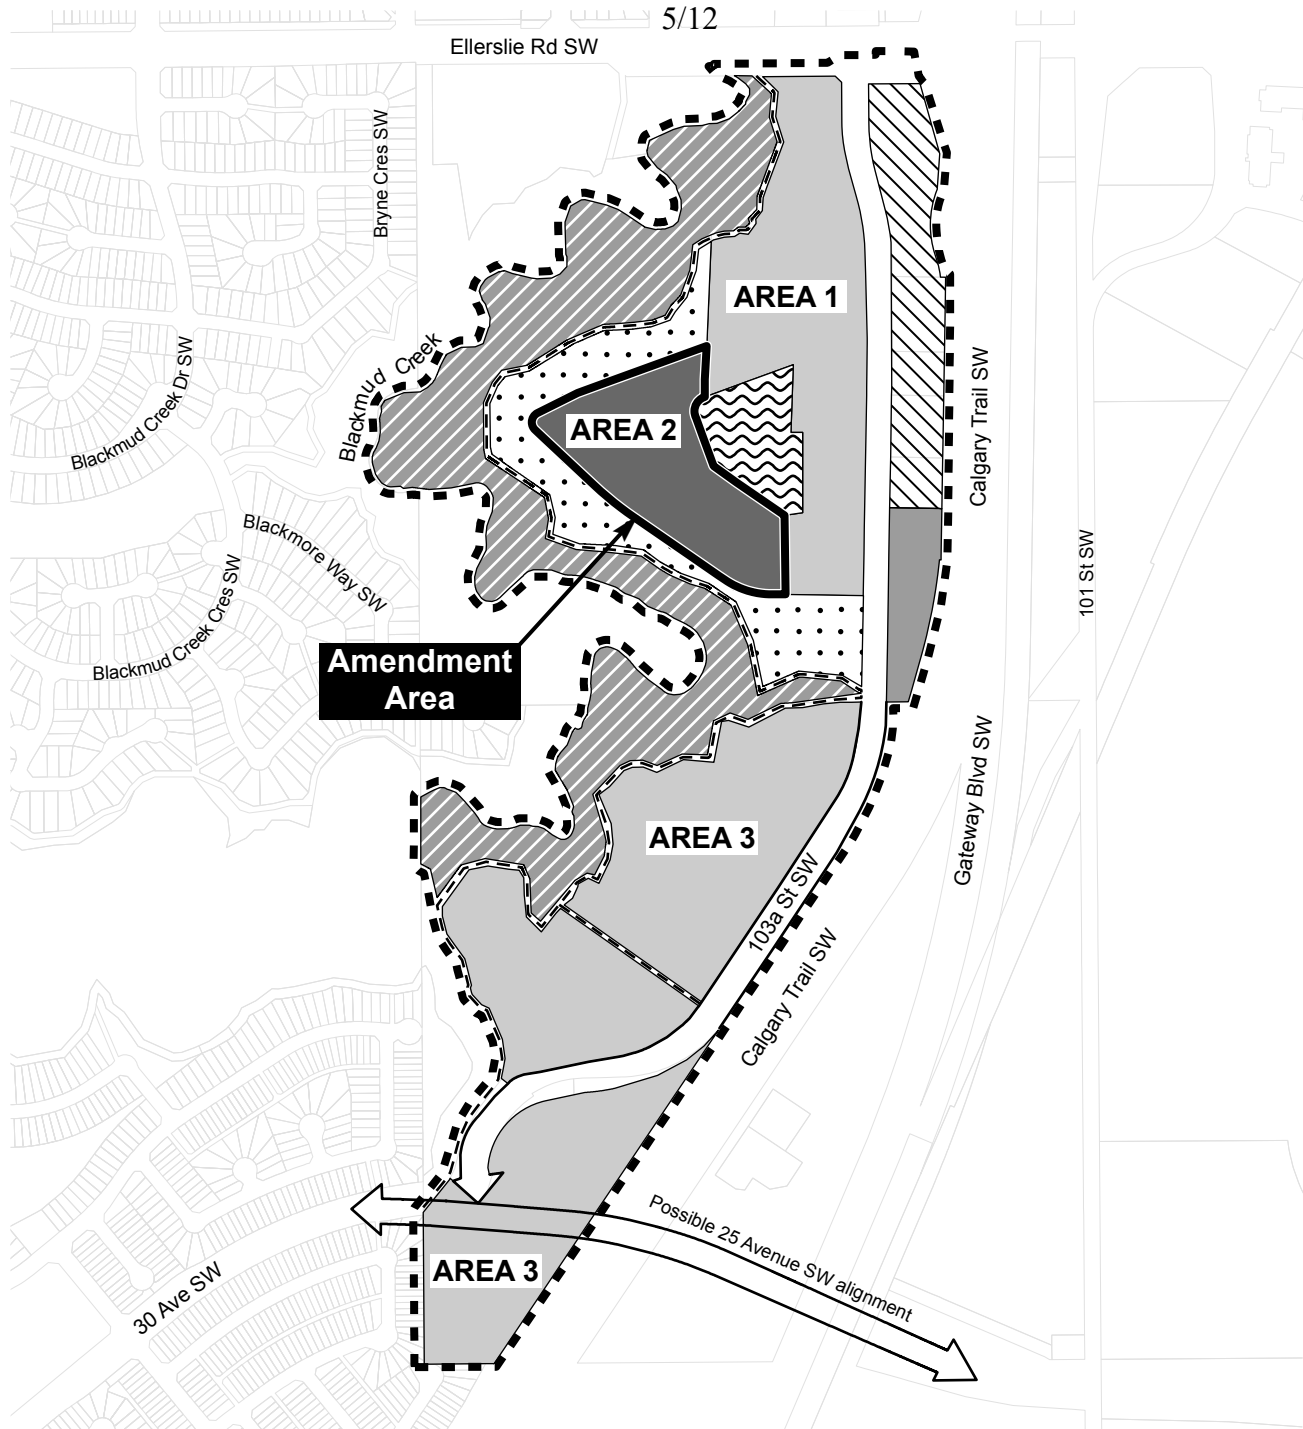 5/12
Ellerslie Rd SW
Bryne Cres SW
AREA 1
Blackmud Creek
Blackmud Creek Dr SW
Calgary Trail SW
AREA 2
Blackmore Way SW
101 St SW
Blackmud Creek Cres SW
Amendment
Area
Gateway Blvd SW
AREA 3
103a St SW
Calgary Trail SW
Possible 25 Avenue SW alignment
AREA 3
30 Ave SW